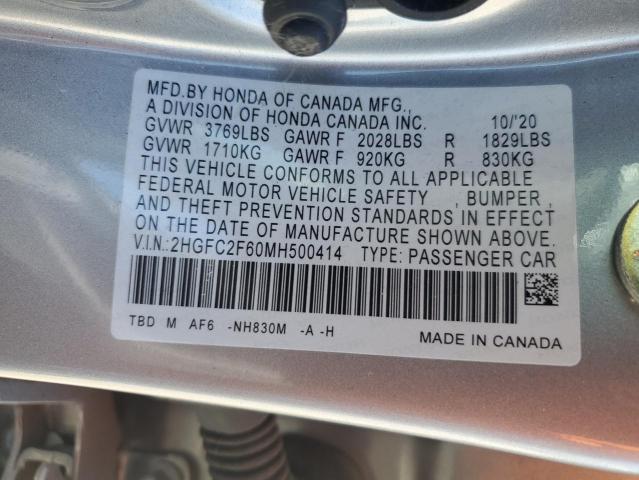 MFD.BY HONDA OF CANADA MFG.,
A DIVISION OF HONDA CANADA INC. 10/'20
GVWR 3769LBS GAWR F 2028LBS R 1829LBS
GVWR 1710KG GAWR F 920KG R 830KG
THIS VEHICLE CONFORMS TO ALL APPLICABLE
FEDERAL MOTOR VEHICLE SAFETY , BUMPER,
AND THEFT PREVENTION STANDARDS IN EFFECT
ON THE DATE OF MANUFACTURE SHOWN ABOVE.
V.I.N.:2HGFC2F60MH500414 TYPE: PASSENGER CAR
TBD M AF6 -NH830M -A -H
MADE IN CANADA